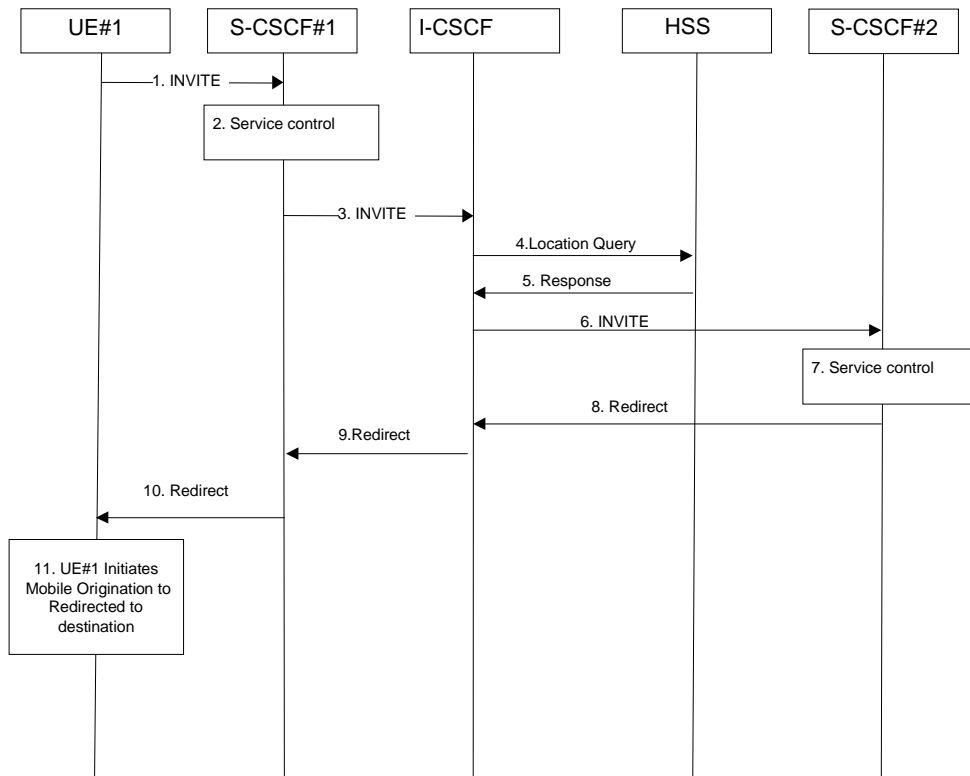 UE#1
S-CSCF#1
I-CSCF
HSS
S-CSCF#2
1. INVITE
2. Service control
3. INVITE
4.Location Query
5. Response
6. INVITE
7. Service control
8. Redirect
9.Redirect
10. Redirect
11. UE#1 Initiates
Mobile Origination to
Redirected to
destination